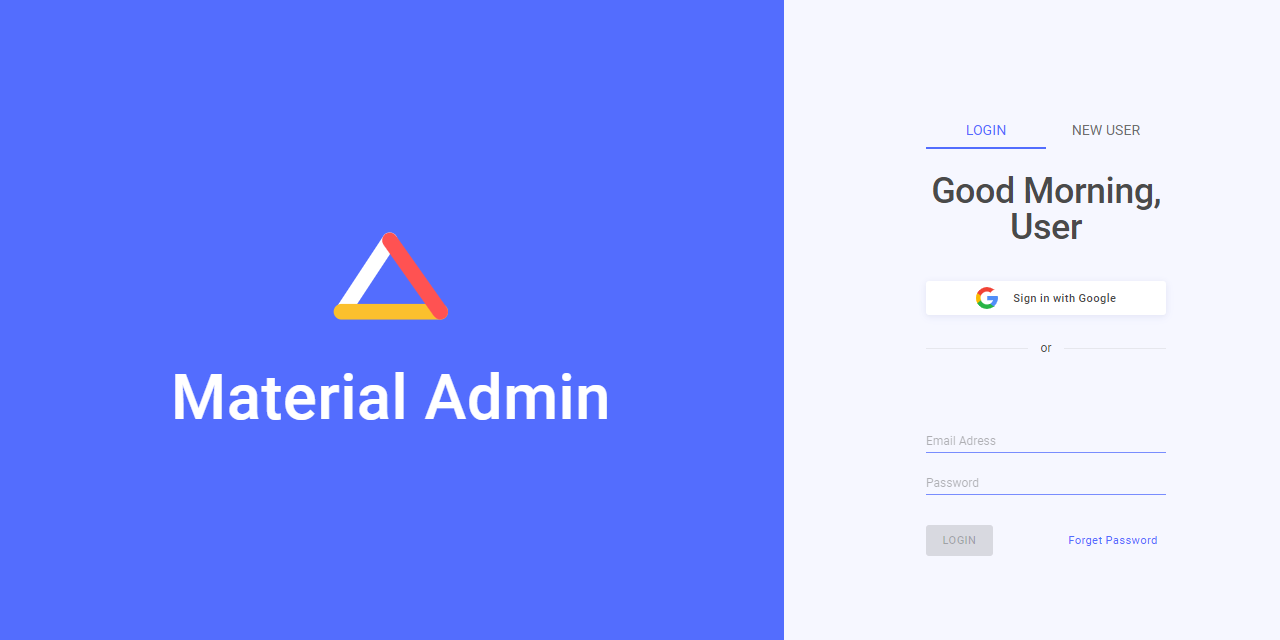 Material Admin
LOGIN
NEW USER
Good Morning,
User
Sign in with Google
or
Email Adress
Password
LOGIN
Forget Password